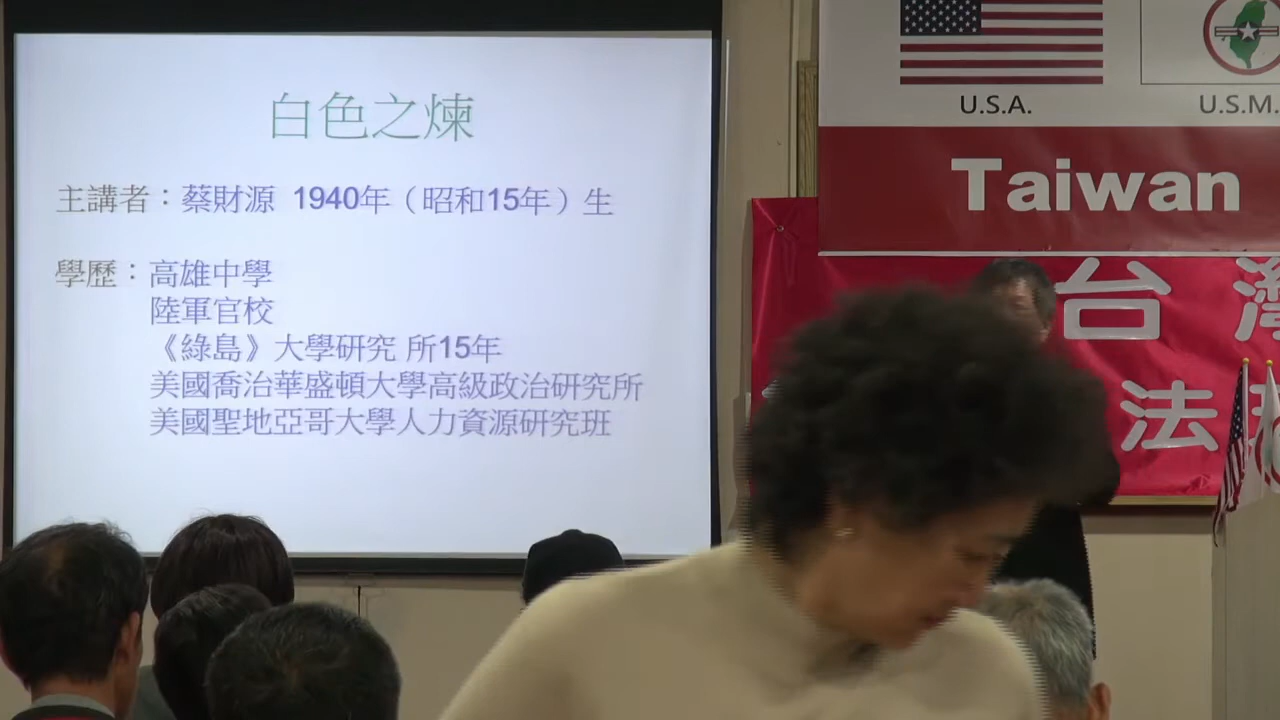 白色之煉
主講者：蔡財源 1940年（昭和15年）生
學歷：高雄中學
陸軍官校
《綠島》大學研究 所15年
美國喬治華盛頓大學高級政治研究所
美國聖地亞哥大學人力資源研究班
U.S.A.
U.S.M.
Taiwan
台灣
法